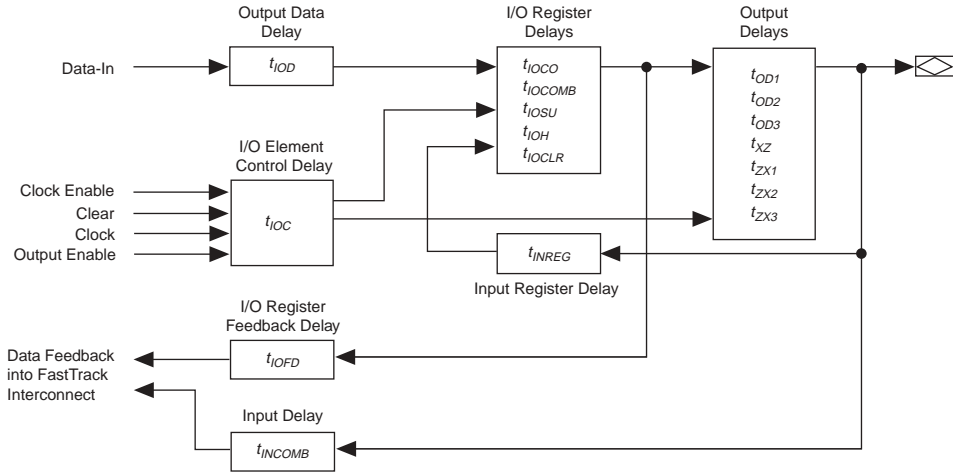 Output Data
Delay
I/O Register
Delays
Output
Delays
Data-In
tIOD
tIOCO
tIOCOMB
tIOSU
tIOH
tIOCLR
tOD1
tOD2
tOD3
tXZ
tZX1
tZX2
tZX3
I/O Element
Control Delay
Clock Enable
Clear
Clock
Output Enable
tIOC
tINREG
Input Register Delay
I/O Register
Feedback Delay
Data Feedback
into FastTrack
Interconnect
tIOFD
Input Delay
tINCOMB